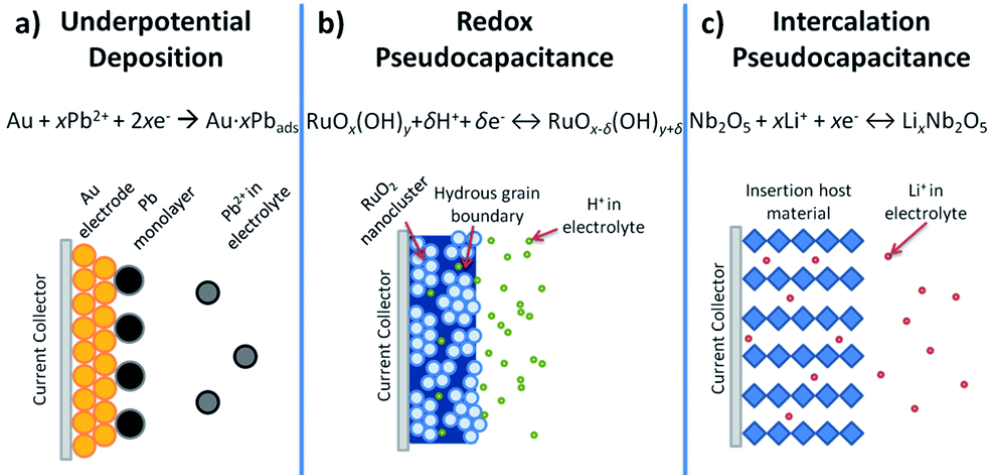 a) Underpotential
Deposition
Au + xPb²⁺ + 2xe⁻ → Au·xPb_ads
Au
electrode
Pb
monolayer
Pb²⁺ in
electrolyte
Current Collector
b) Redox
Pseudocapacitance
RuOₓ(OH)ᵧ+δH⁺+ δe⁻ ↔ RuOₓ₋δ(OH)ᵧ₊δ
RuO₂
nanocluster
Hydrous grain
boundary
H⁺ in
electrolyte
Current Collector
c) Intercalation
Pseudocapacitance
Nb₂O₅ + xLi⁺ + xe⁻ ↔ LiₓNb₂O₅
Insertion host
material
Li⁺ in
electrolyte
Current Collector